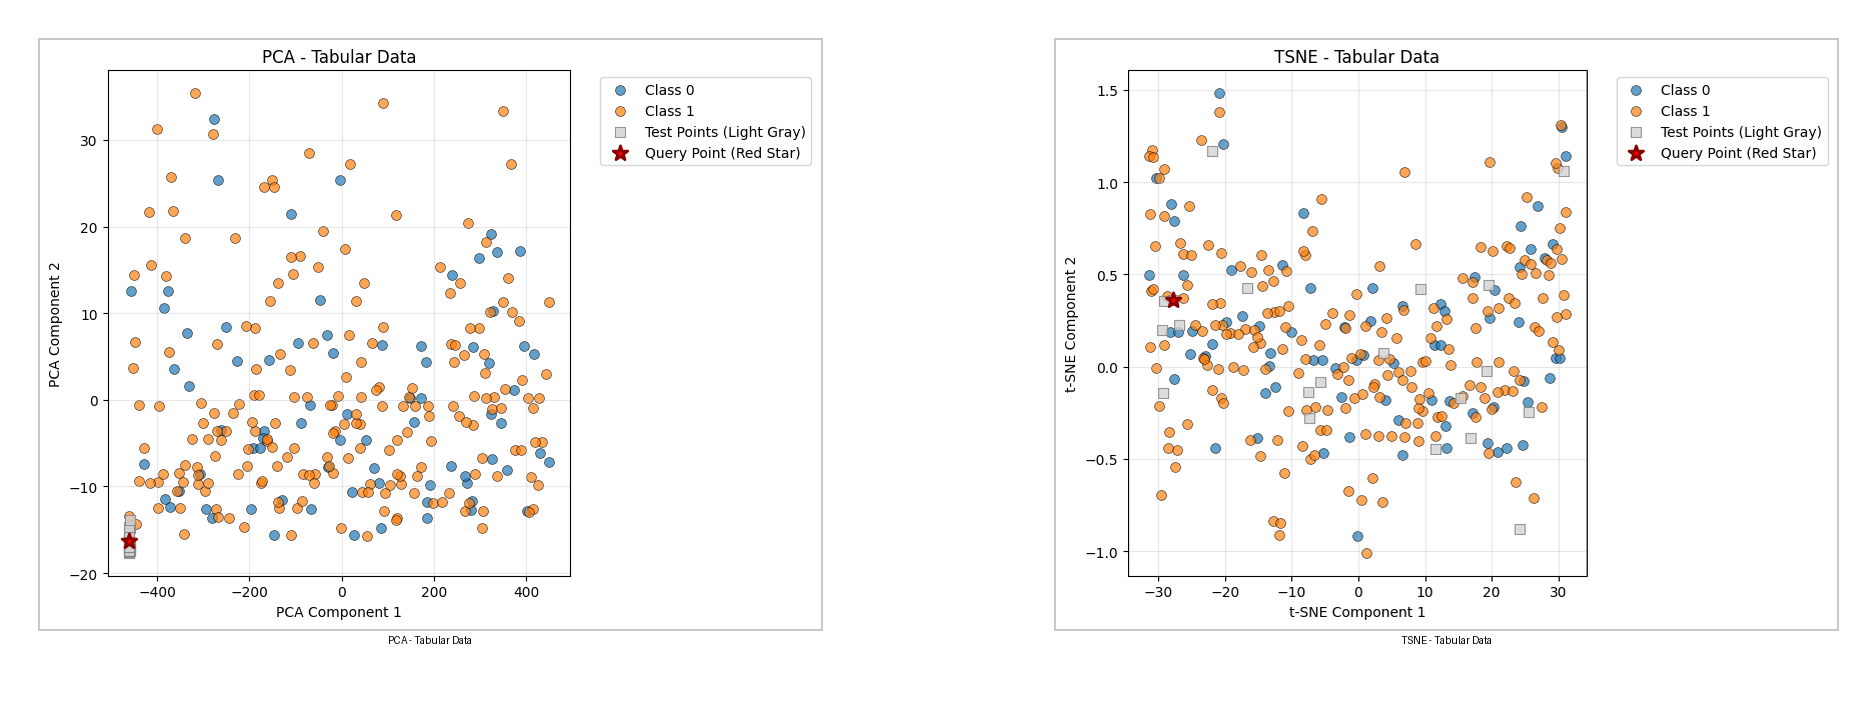 PCA - Tabular Data
Class 0
Class 1
Test Points (Light Gray)
Query Point (Red Star)
PCA Component 2
30
20
10
0
−10
−20
−400
−200
0
200
400
PCA Component 1
PCA - Tabular Data
TSNE - Tabular Data
Class 0
Class 1
Test Points (Light Gray)
Query Point (Red Star)
t-SNE Component 2
1.5
1.0
0.5
0.0
−0.5
−1.0
−30
−20
−10
0
10
20
30
t-SNE Component 1
TSNE - Tabular Data